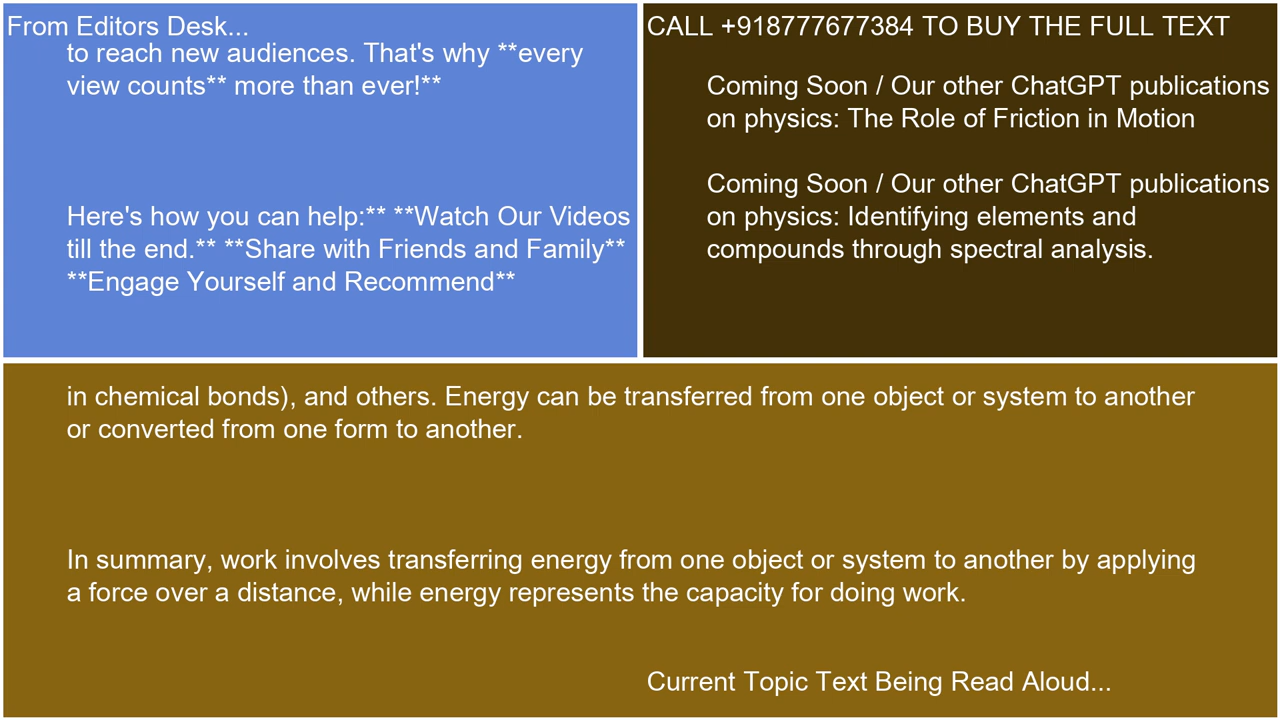 From Editors Desk...
to reach new audiences. That's why **every
view counts** more than ever!**
Here's how you can help:** **Watch Our Videos
till the end.** **Share with Friends and Family**
**Engage Yourself and Recommend**
CALL +918777677384 TO BUY THE FULL TEXT
Coming Soon / Our other ChatGPT publications
on physics: The Role of Friction in Motion
Coming Soon / Our other ChatGPT publications
on physics: Identifying elements and
compounds through spectral analysis.
in chemical bonds), and others. Energy can be transferred from one object or system to another
or converted from one form to another.
In summary, work involves transferring energy from one object or system to another by applying
a force over a distance, while energy represents the capacity for doing work.
Current Topic Text Being Read Aloud...